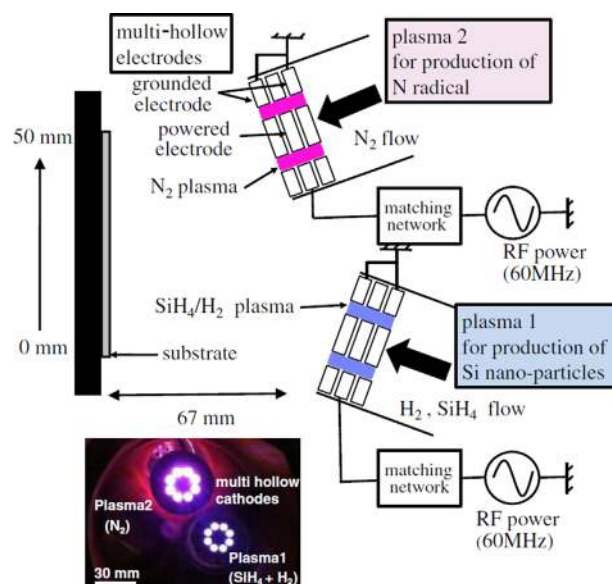 multi-hollow
electrodes
grounded
electrode
powered
electrode
N2 plasma
plasma 2
for production of
N radical
N2 flow
50 mm
0 mm
matching
network
RF power
(60MHz)
SiH4/H2 plasma
substrate
67 mm
plasma 1
for production of
Si nano-particles
H2 , SiH4 flow
matching
network
RF power
(60MHz)
multi hollow
cathodes
Plasma2
(N2)
Plasma1
(SiH4 + H2)
30 mm